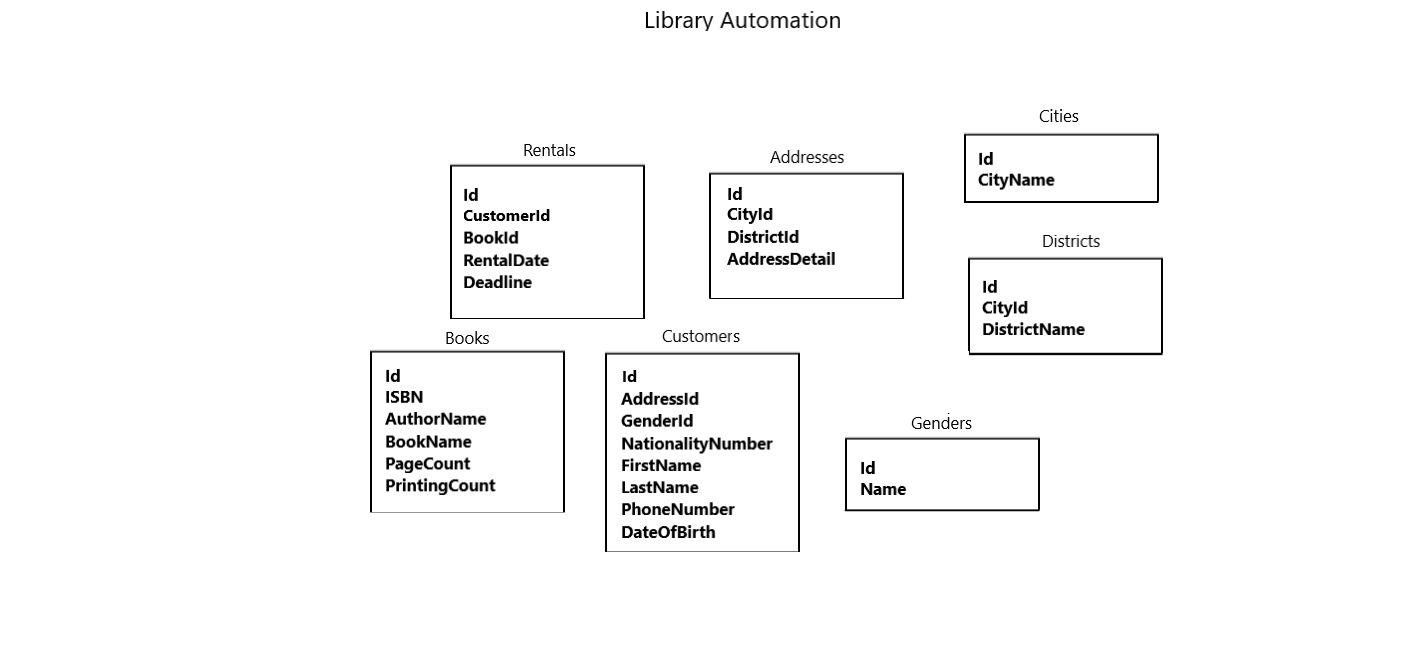 Library Automation
Rentals
Id
CustomerId
BookId
RentalDate
Deadline
Addresses
Id
CityId
DistrictId
AddressDetail
Cities
Id
CityName
Districts
Id
CityId
DistrictName
Books
Id
ISBN
AuthorName
BookName
PageCount
PrintingCount
Customers
Id
AddressId
GenderId
NationalityNumber
FirstName
LastName
PhoneNumber
DateOfBirth
Genders
Id
Name